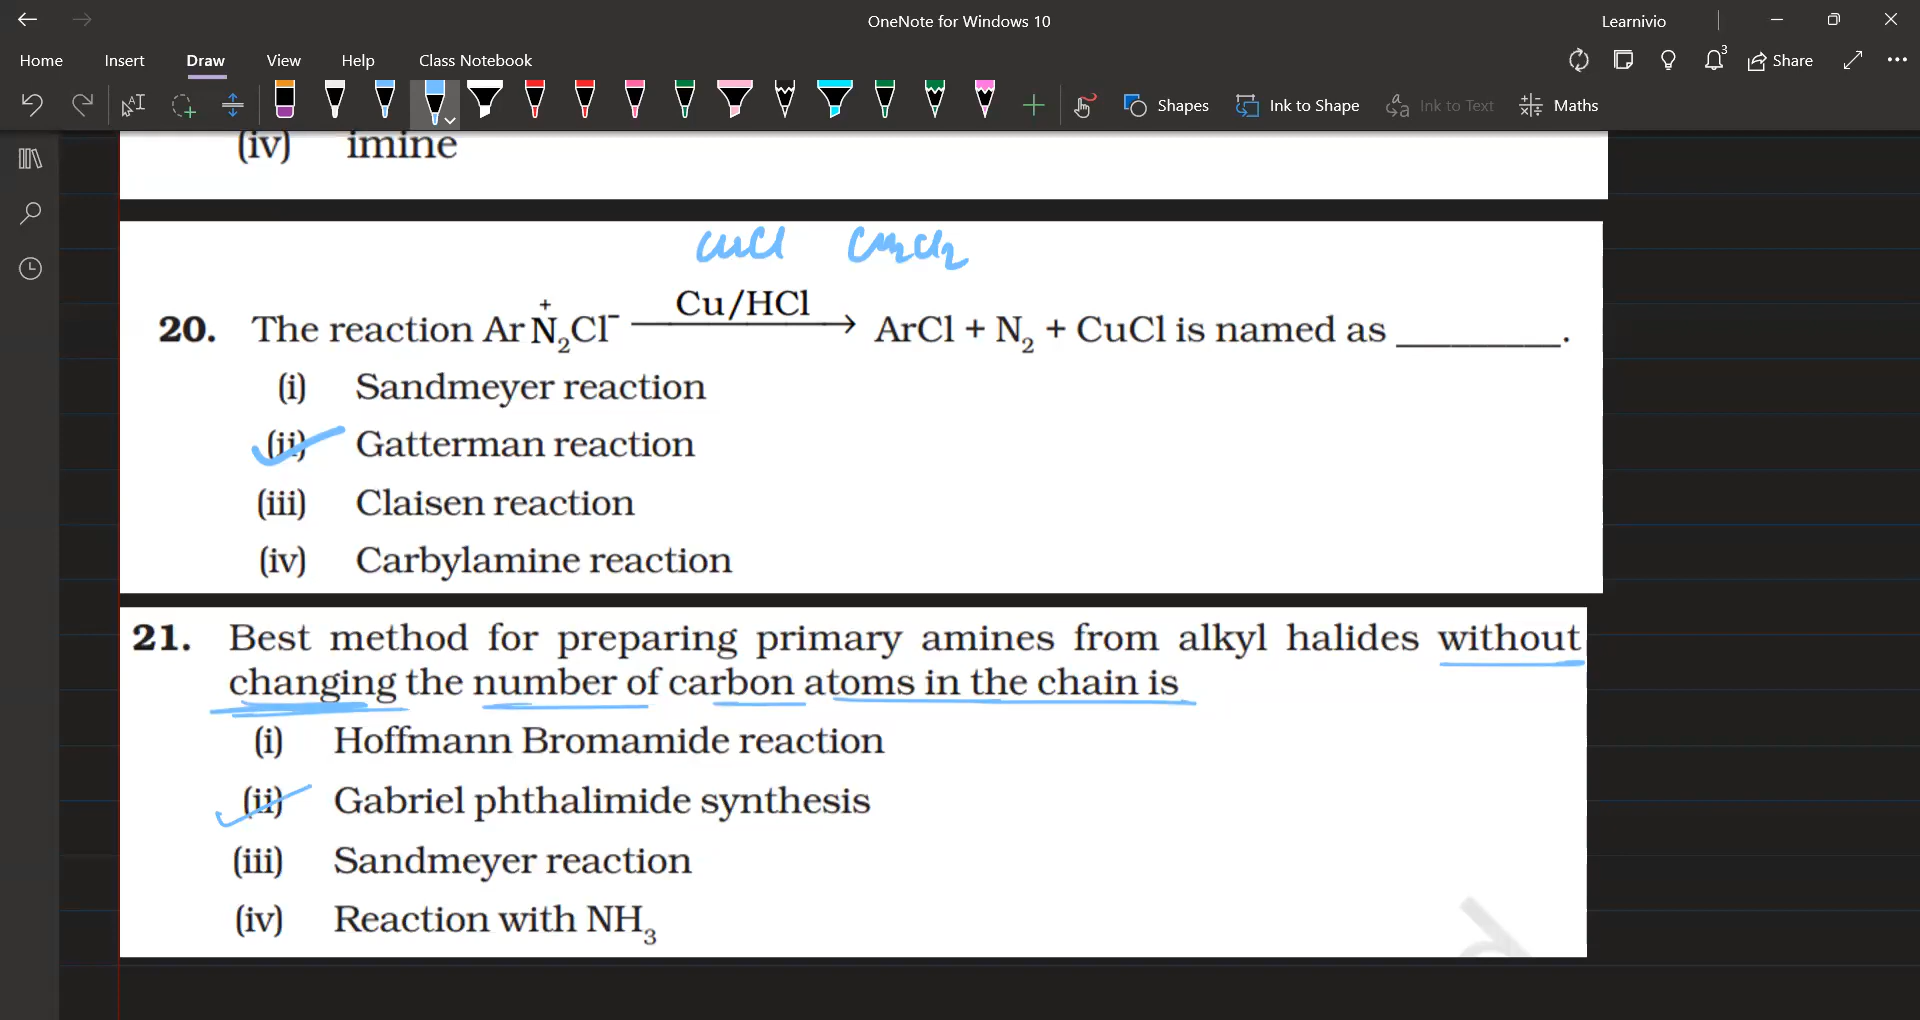 OneNote for Windows 10
Learnivio
Home Insert Draw View Help Class Notebook
3
Share
Shapes Ink to Shape Ink to Text Maths
(iv) imine
CuCl Cu2Cl2
20. The reaction ArN₂⁺Cl⁻ Cu/HCl → ArCl + N₂ + CuCl is named as ________.
(i) Sandmeyer reaction
(ii) Gatterman reaction
(iii) Claisen reaction
(iv) Carbylamine reaction
21. Best method for preparing primary amines from alkyl halides without
changing the number of carbon atoms in the chain is
(i) Hoffmann Bromamide reaction
(ii) Gabriel phthalimide synthesis
(iii) Sandmeyer reaction
(iv) Reaction with NH₃